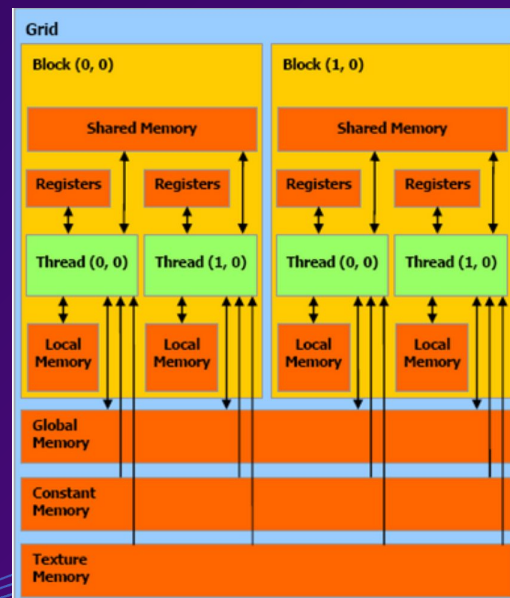 Grid
Block (0, 0)
Block (1, 0)
Shared Memory
Shared Memory
Registers
Registers
Registers
Registers
Thread (0, 0)
Thread (1, 0)
Thread (0, 0)
Thread (1, 0)
Local
Memory
Local
Memory
Local
Memory
Local
Memory
Global
Memory
Constant
Memory
Texture
Memory